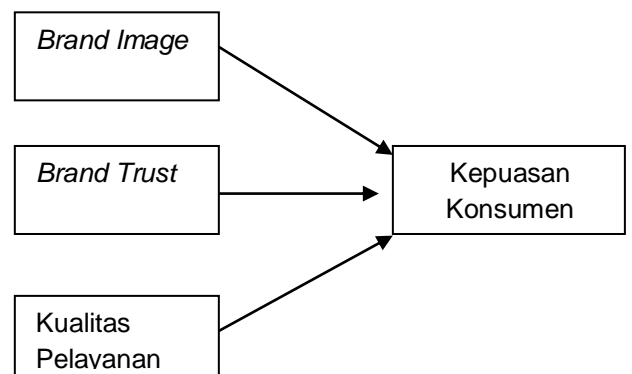 Brand Image
Brand Trust
Kepuasan
Konsumen
Kualitas
Pelayanan